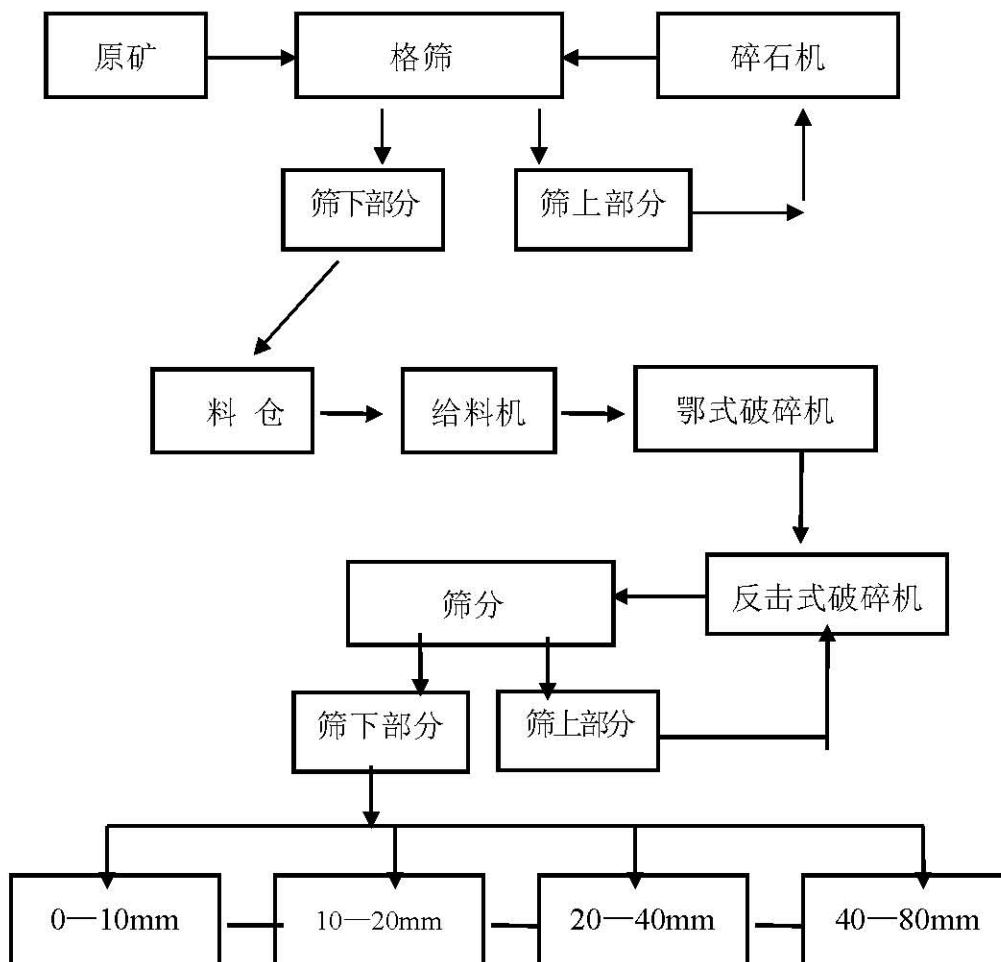 原矿
格筛
碎石机
筛下部分
筛上部分
料 仓
给料机
鄂式破碎机
筛分
反击式破碎机
筛下部分
筛上部分
0—10mm
10—20mm
20—40mm
40—80mm